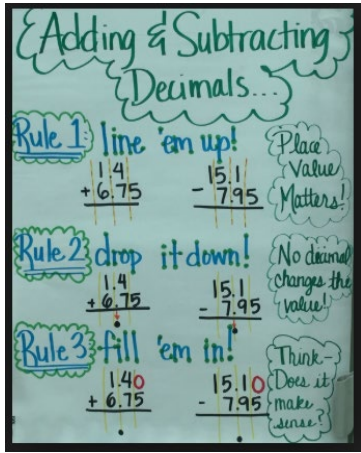 Adding & Subtracting
Decimals...
Rule 1: line 'em up!
1.4
+ 6.75
15.1
- 7.95
Place
Value
Matters!
Rule 2: drop it down!
1.4
+ 6.75
.
15.1
- 7.95
.
No decimal
changes the
value!
Rule 3: fill 'em in!
1.40
+ 6.75
.
15.10
- 7.95
.
Think-
Does it
make
sense?